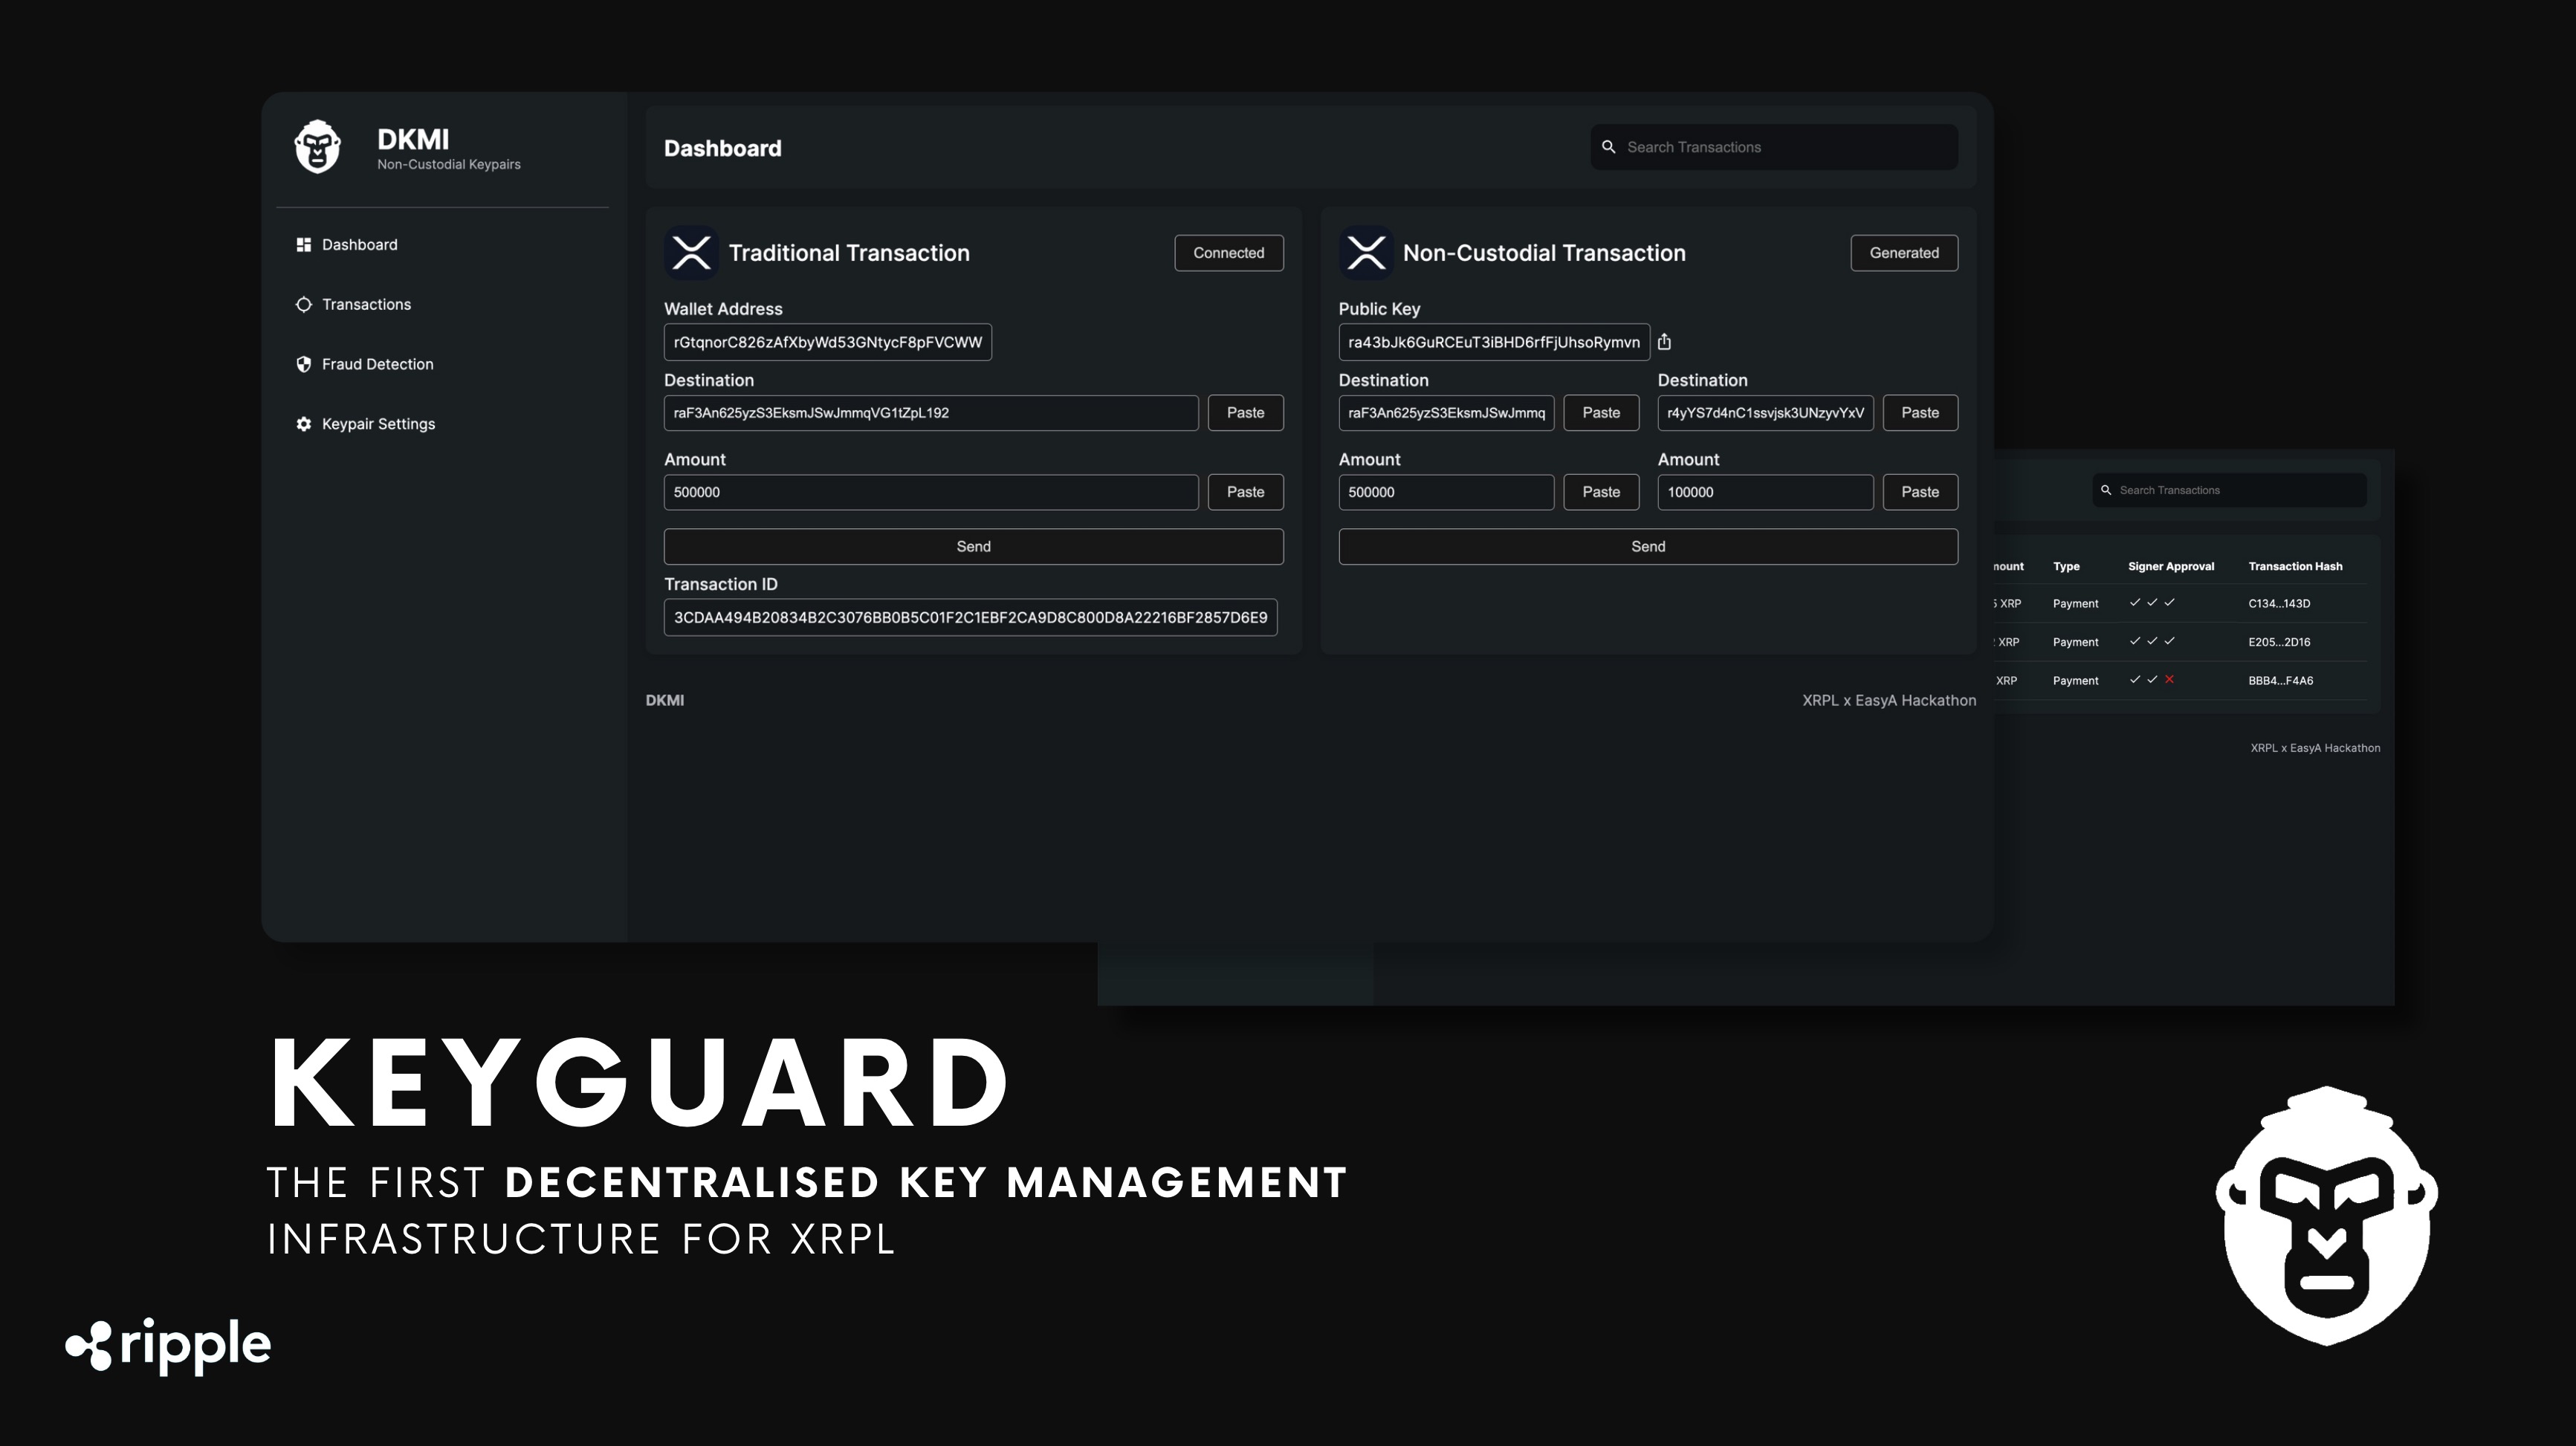 DKMI
Non-Custodial Keypairs
Dashboard
Transactions
Fraud Detection
Keypair Settings
Dashboard
Search Transactions
Traditional Transaction
Connected
Wallet Address
rGtqnorC826zAfXbyWd53GNtycF8pFVCWW
Destination
raF3An625yzS3EksmJSwJmmqVG1tZpL192
Paste
Amount
500000
Paste
Send
Transaction ID
3CDAA494B20834B2C3076BB0B5C01F2C1EBF2CA9D8C800D8A22216BF2857D6E9
Non-Custodial Transaction
Generated
Public Key
ra43bJk6GuRCEuT3iBHD6rfFjUhsoRymvn
Destination Destination
raF3An625yzS3EksmJSwJmmq Paste r4yYS7d4nC1ssvjsk3UNzyvYxV Paste
Amount Amount
500000 Paste 100000 Paste
Send
DKMI
XRPL x EasyA Hackathon
Search Transactions
mount Type Signer Approval Transaction Hash
XRP Payment ✓ ✓ ✓ C134...143D
XRP Payment ✓ ✓ ✓ E205...2D16
XRP Payment ✓ ✓ ✕ BBB4...F4A6
XRPL x EasyA Hackathon
KEYGUARD
THE FIRST DECENTRALISED KEY MANAGEMENT
INFRASTRUCTURE FOR XRPL
ripple